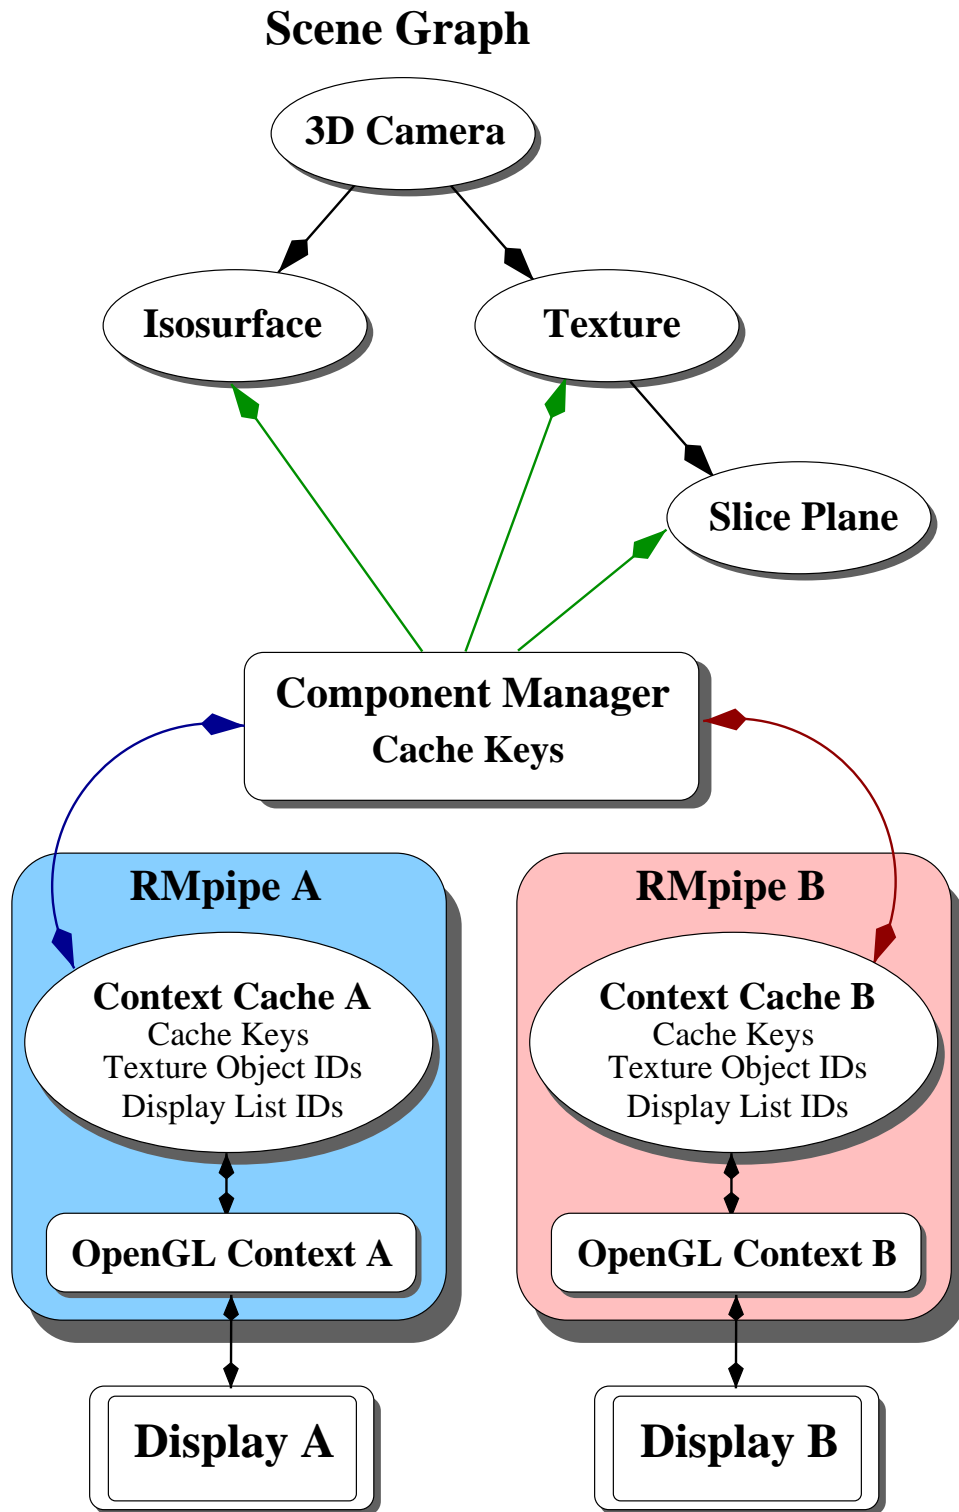 Scene Graph
3D Camera
Isosurface
Texture
Slice Plane
Component Manager
Cache Keys
RMpipe A
Context Cache A
Cache Keys
Texture Object IDs
Display List IDs
OpenGL Context A
Display A
RMpipe B
Context Cache B
Cache Keys
Texture Object IDs
Display List IDs
OpenGL Context B
Display B